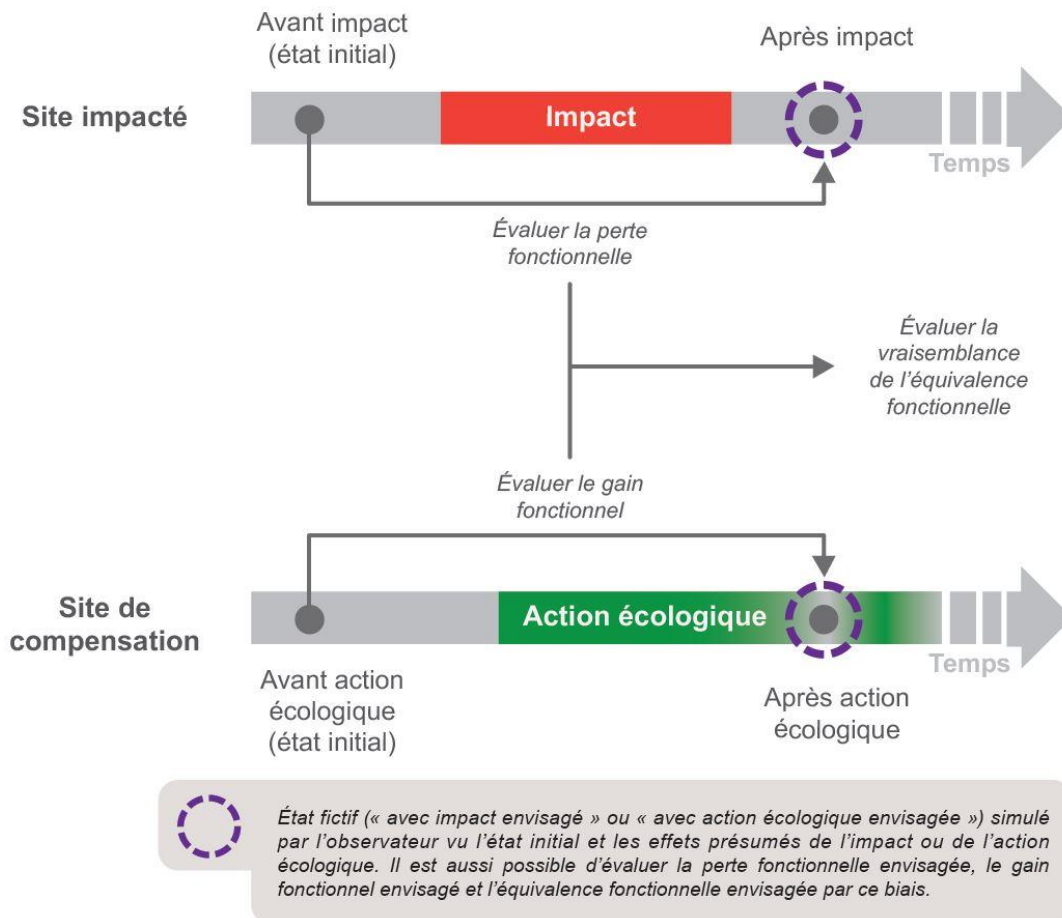 Avant impact
(état initial)
Après impact
Site impacté
Impact
Temps
Évaluer la perte
fonctionnelle
Évaluer la
vraisemblance
de l’équivalence
fonctionnelle
Évaluer le gain
fonctionnel
Site de
compensation
Action écologique
Temps
Avant action
écologique
(état initial)
Après action
écologique
État fictif (« avec impact envisagé » ou « avec action écologique envisagée ») simulé
par l’observateur vu l’état initial et les effets présumés de l’impact ou de l’action
écologique. Il est aussi possible d’évaluer la perte fonctionnelle envisagée, le gain
fonctionnel envisagé et l’équivalence fonctionnelle envisagée par ce biais.